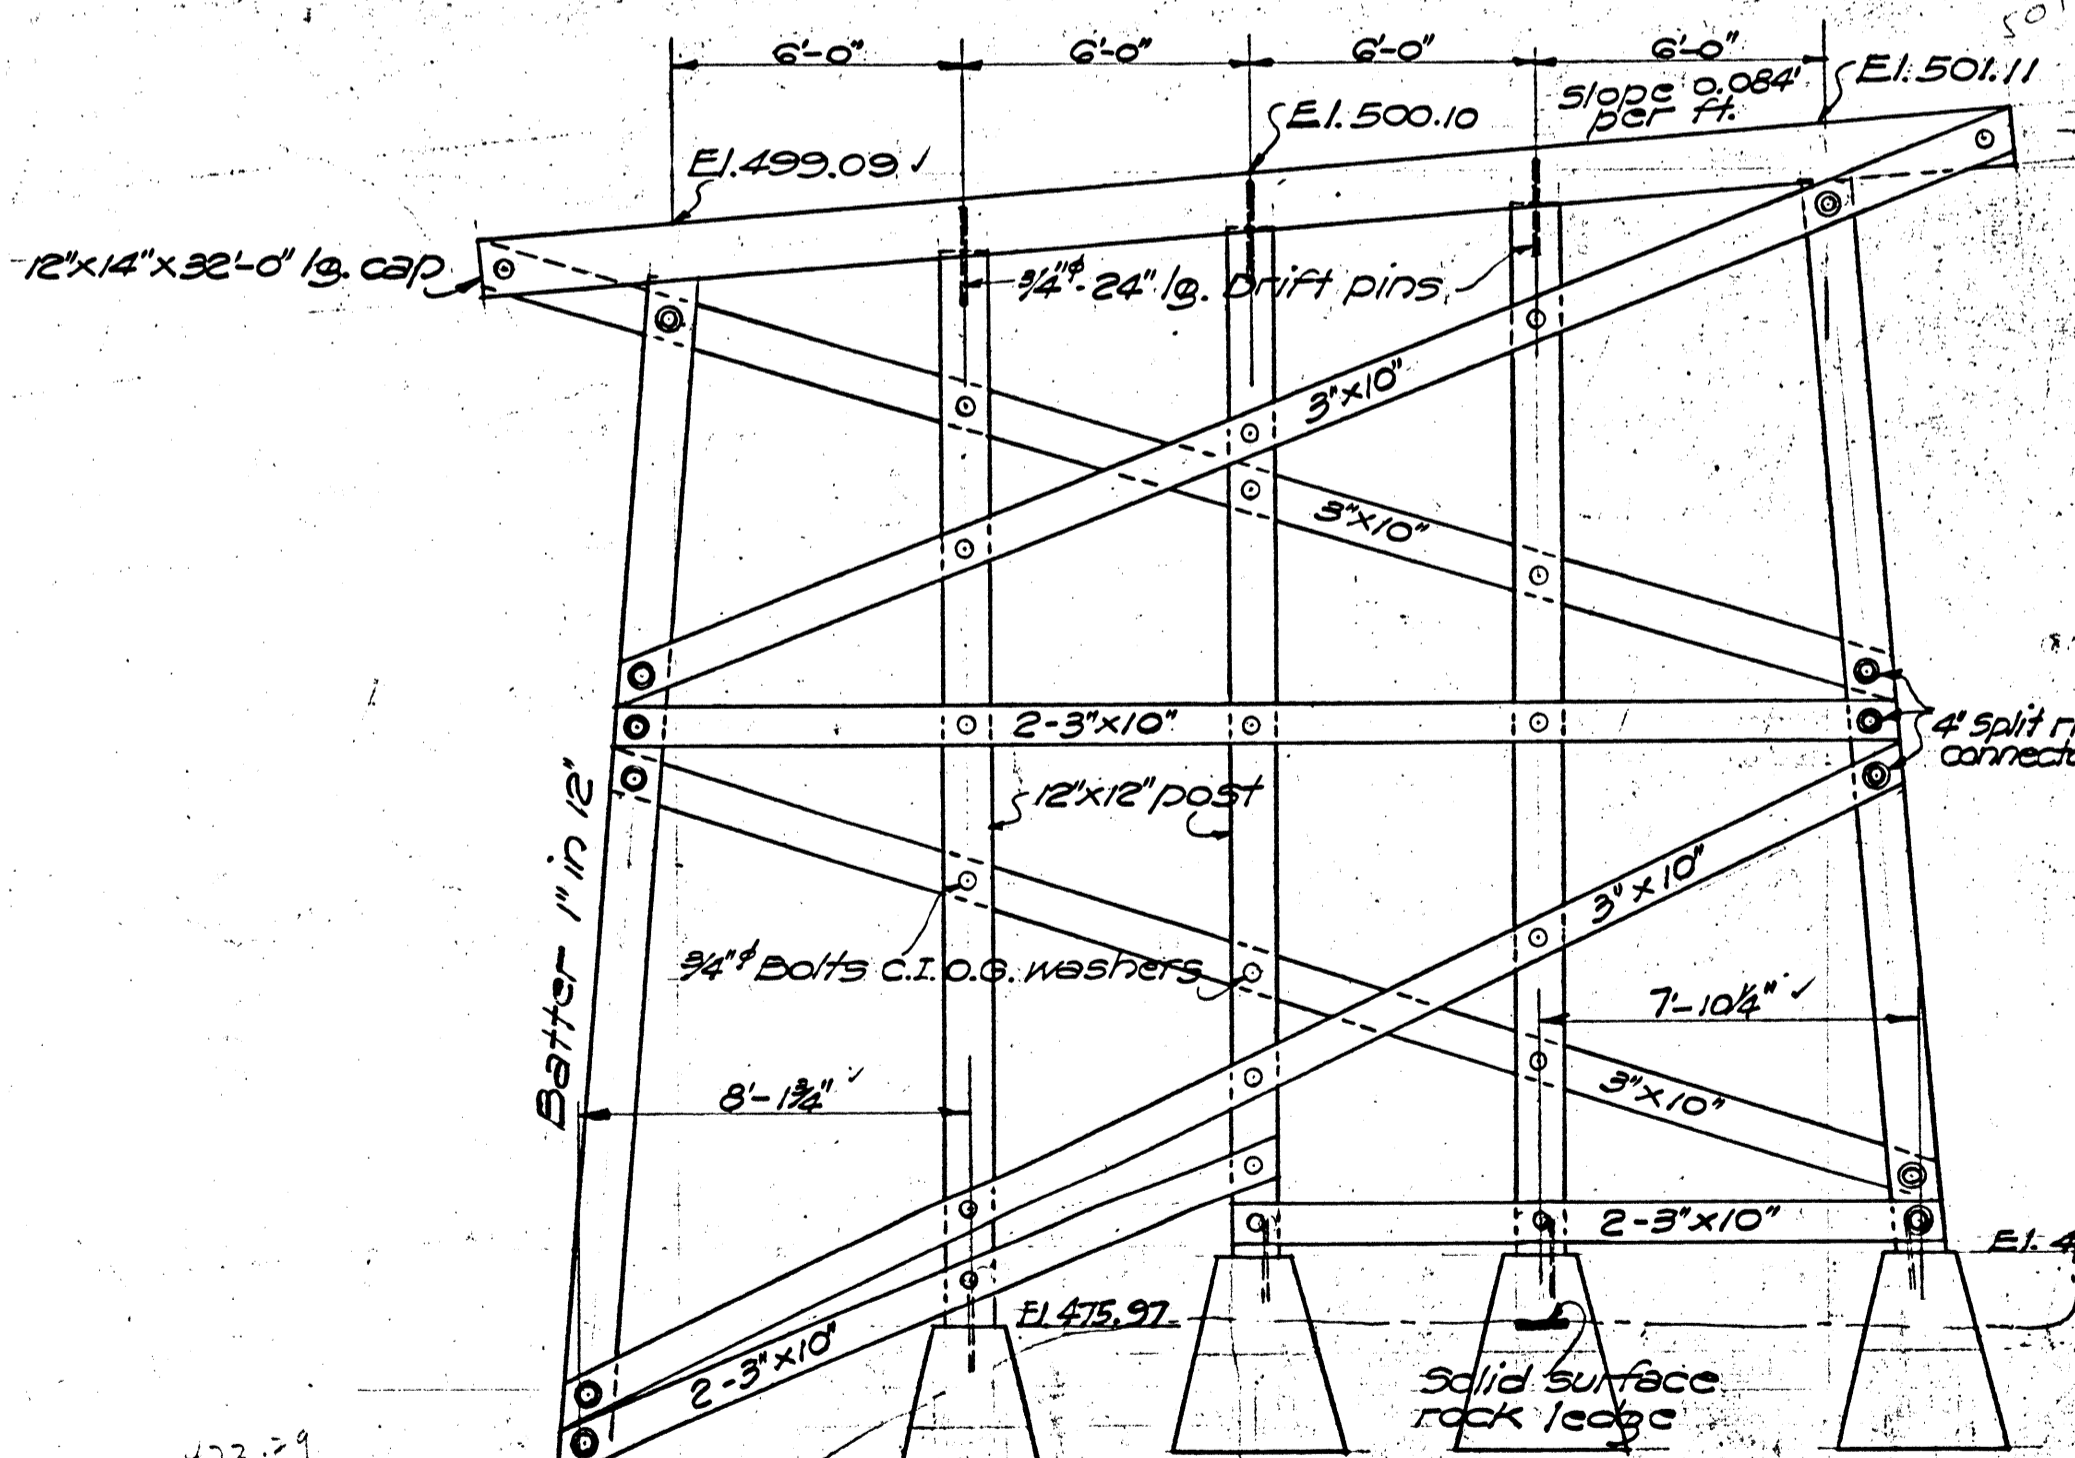 6'-0" 6'-0" 6'-0" 6'-0"
El. 501.11
slope 0.084'
per ft.
El. 500.10
El. 499.09 ✓
12"x14"x32'-0" lg. cap
3/4"ϕ-24" lg. Drift pins
3"x10"
3"x10"
2-3"x10"
4" Split
12"x12" post
Batter 1" in 12"
3"x10"
3/4"ϕ Bolts C.I.O.G. washers
7'-10 1/4" ✓
8'-1 3/4" ✓
3"x10"
2-3"x10"
El. 475.97
2-3"x10"
Solid surface
rock ledge